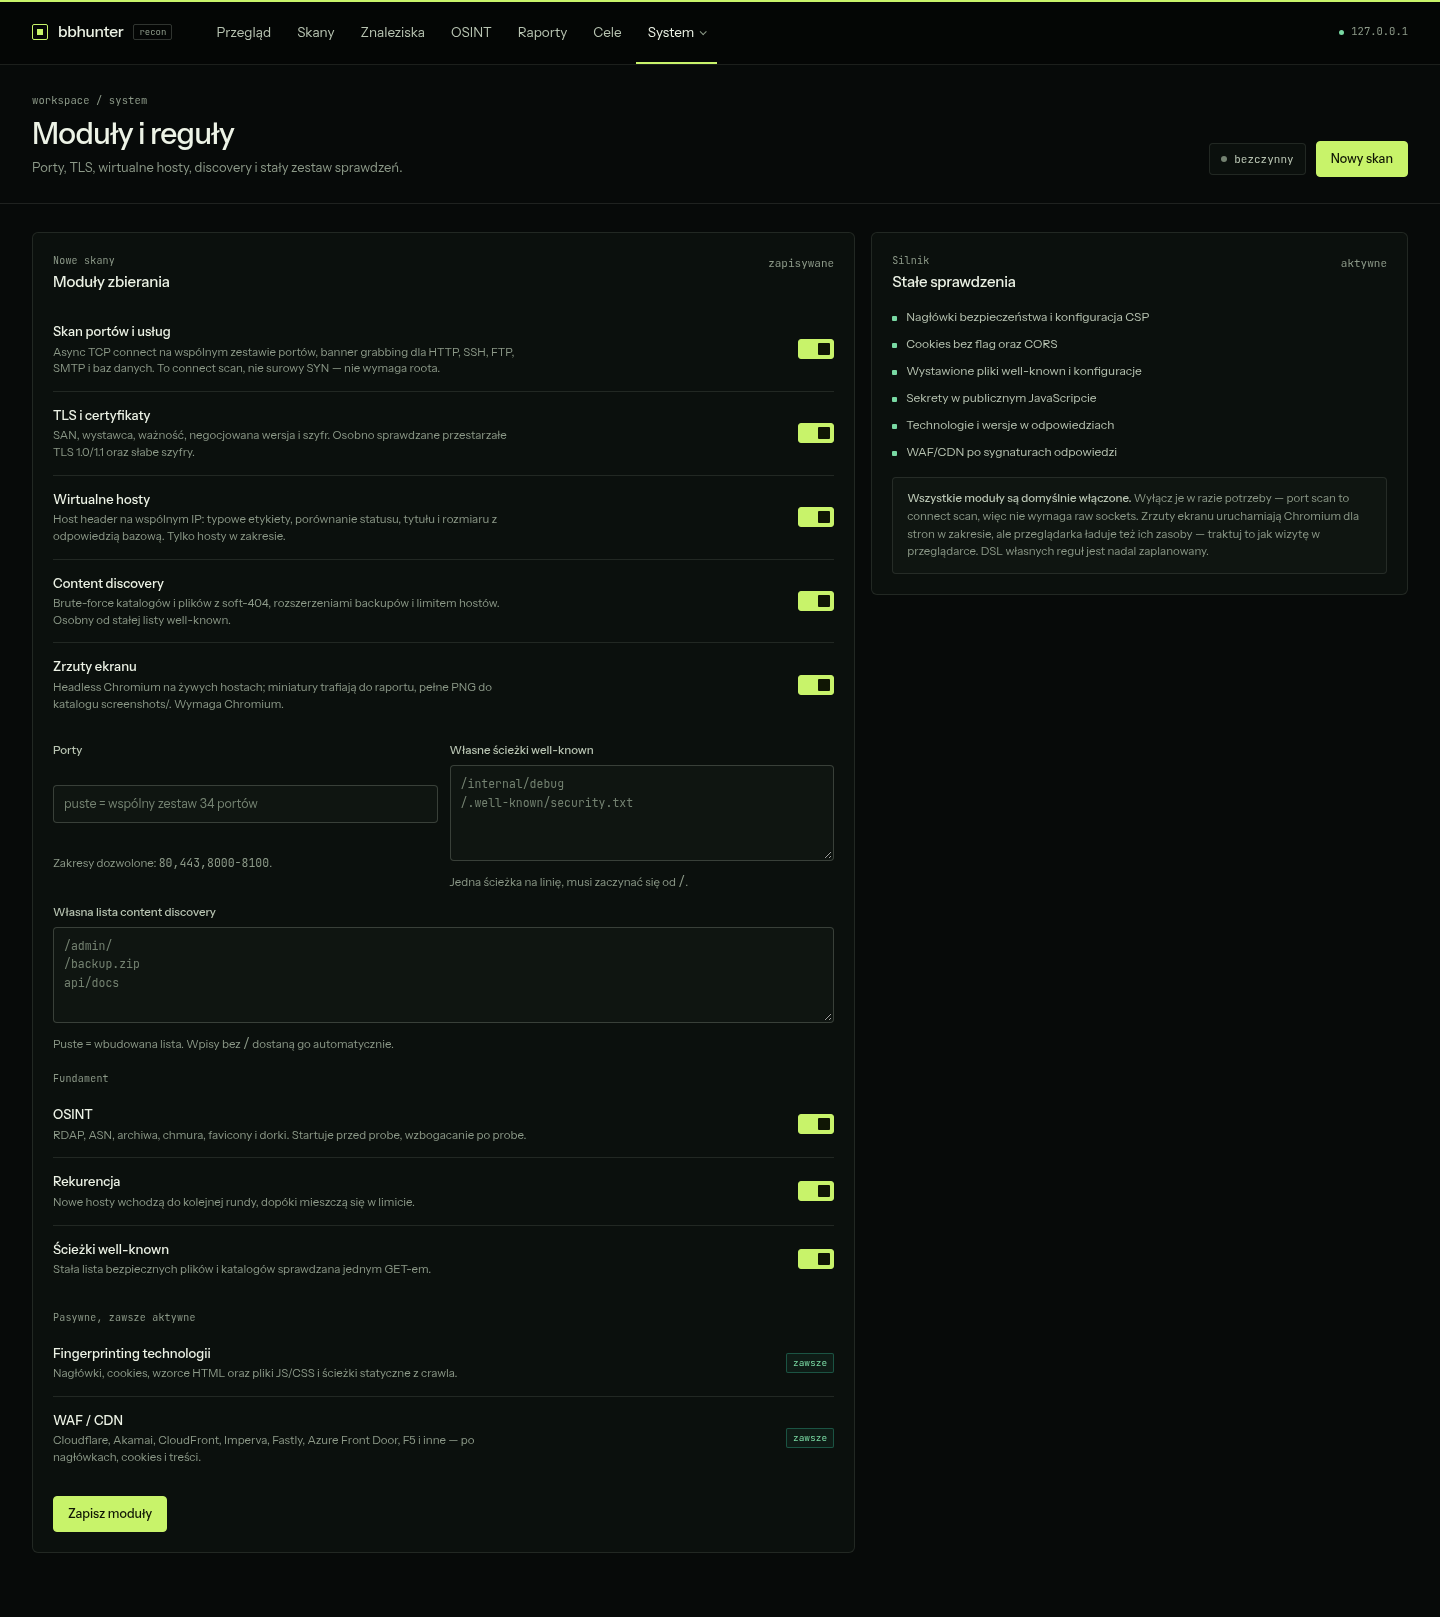 bbhunter recon Przegląd Skany Znaleziska OSINT Raporty Cele System 127.0.0.1
workspace / system
Moduły i reguły
Porty, TLS, wirtualne hosty, discovery i stały zestaw sprawdzeń.
bezczynny Nowy skan
Nowe skany
Moduły zbierania
zapisywane
Skan portów i usług
Async TCP connect na wspólnym zestawie portów, banner grabbing dla HTTP, SSH, FTP,
SMTP i baz danych. To connect scan, nie surowy SYN — nie wymaga roota.
TLS i certyfikaty
SAN, wystawca, ważność, negocjowana wersja i szyfr. Osobno sprawdzane przestarzałe
TLS 1.0/1.1 oraz słabe szyfry.
Wirtualne hosty
Host header na wspólnym IP: typowe etykiety, porównanie statusu, tytułu i rozmiaru z
odpowiedzią bazową. Tylko hosty w zakresie.
Content discovery
Brute-force katalogów i plików z soft-404, rozszerzeniami backupów i limitem hostów.
Osobny od stałej listy well-known.
Zrzuty ekranu
Headless Chromium na żywych hostach; miniatury trafiają do raportu, pełne PNG do
katalogu screenshots/. Wymaga Chromium.
Porty
puste = wspólny zestaw 34 portów
Zakresy dozwolone: 80,443,8000-8100.
Własne ścieżki well-known
/internal/debug
/.well-known/security.txt
Jedna ścieżka na linię, musi zaczynać się od /.
Własna lista content discovery
/admin/
/backup.zip
api/docs
Puste = wbudowana lista. Wpisy bez / dostaną go automatycznie.
Fundament
OSINT
RDAP, ASN, archiwa, chmura, favicony i dorki. Startuje przed probe, wzbogacanie po probe.
Rekurencja
Nowe hosty wchodzą do kolejnej rundy, dopóki mieszczą się w limicie.
Ścieżki well-known
Stała lista bezpiecznych plików i katalogów sprawdzana jednym GET-em.
Pasywne, zawsze aktywne
Fingerprinting technologii
Nagłówki, cookies, wzorce HTML oraz pliki JS/CSS i ścieżki statyczne z crawla.
zawsze
WAF / CDN
Cloudflare, Akamai, CloudFront, Imperva, Fastly, Azure Front Door, F5 i inne — po
nagłówkach, cookies i treści.
zawsze
Zapisz moduły
Silnik
Stałe sprawdzenia
aktywne
Nagłówki bezpieczeństwa i konfiguracja CSP
Cookies bez flag oraz CORS
Wystawione pliki well-known i konfiguracje
Sekrety w publicznym JavaScripcie
Technologie i wersje w odpowiedziach
WAF/CDN po sygnaturach odpowiedzi
Wszystkie moduły są domyślnie włączone. Wyłącz je w razie potrzeby — port scan to
connect scan, więc nie wymaga raw sockets. Zrzuty ekranu uruchamiają Chromium dla
stron w zakresie, ale przeglądarka ładuje też ich zasoby — traktuj to jak wizytę w
przeglądarce. DSL własnych reguł jest nadal zaplanowany.